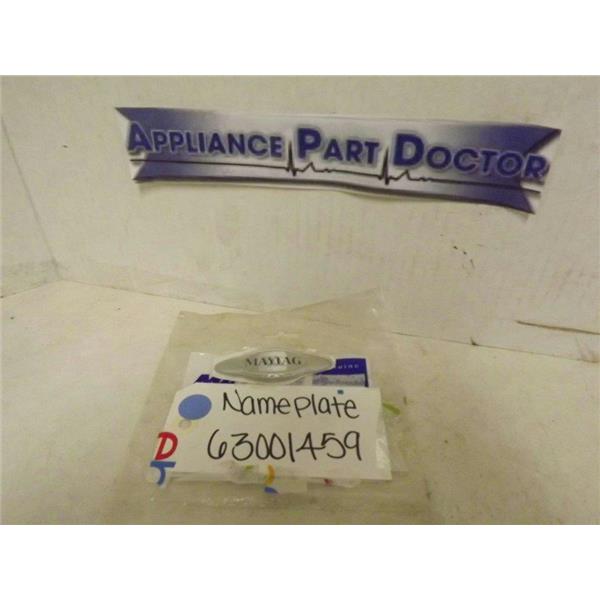 APPLIANCE PART DOCTOR
MAYTAG
Nameplate
D 63001459
J